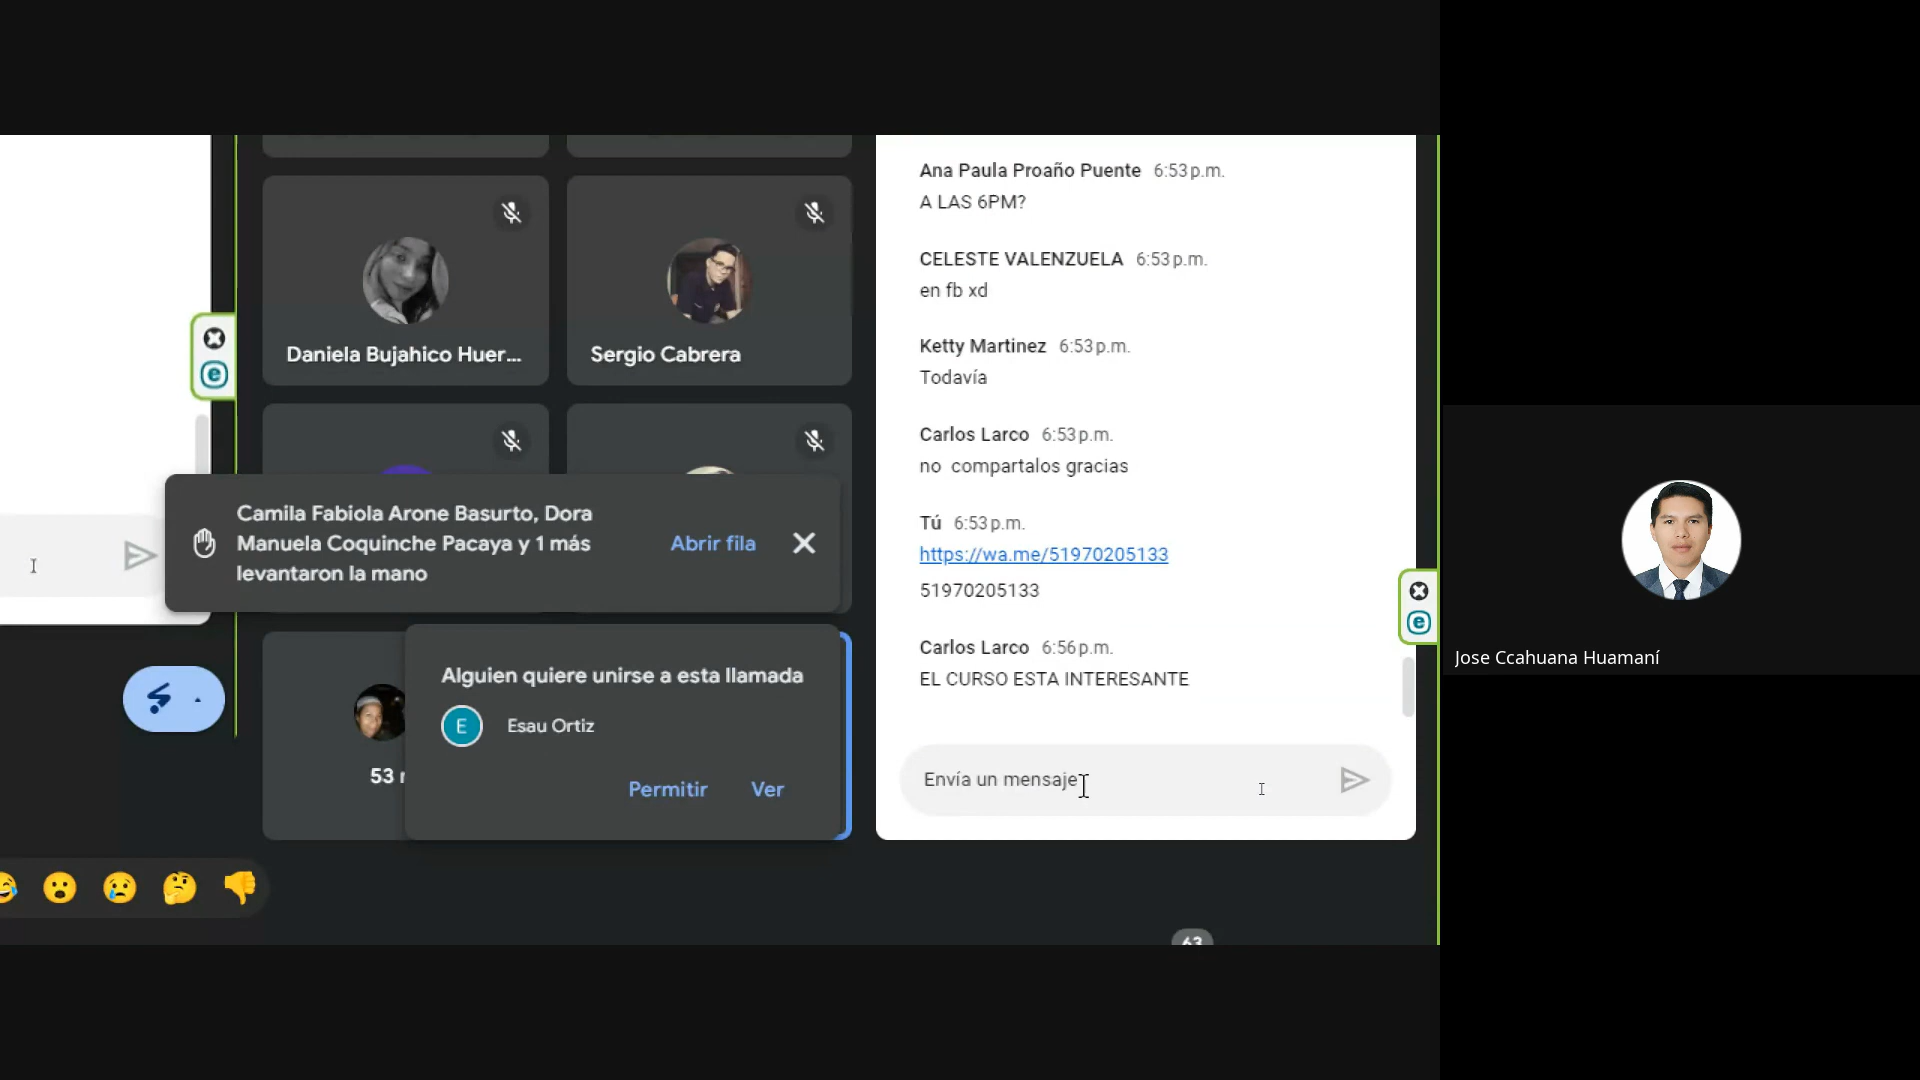 Ana Paula Proaño Puente 6:53 p.m.
A LAS 6PM?
CELESTE VALENZUELA 6:53 p.m.
en fb xd
Ketty Martinez 6:53 p.m.
Todavía
Carlos Larco 6:53 p.m.
no compartalos gracias
Tú 6:53 p.m.
https://wa.me/51970205133
51970205133
Carlos Larco 6:56 p.m.
EL CURSO ESTA INTERESANTE
Envía un mensaje
Daniela Bujahico Huer...
Sergio Cabrera
Camila Fabiola Arone Basurto, Dora
Manuela Coquinche Pacaya y 1 más
levantaron la mano
Abrir fila
Alguien quiere unirse a esta llamada
E
Esau Ortiz
Permitir Ver
53
63
Jose Ccahuana Huamaní